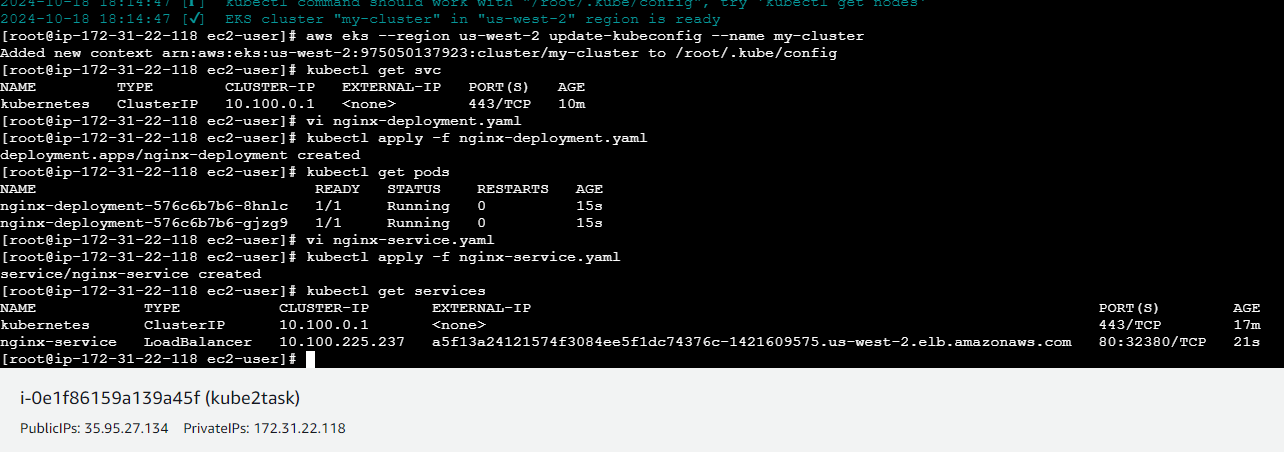 2024-10-18 18:14:47 [ℹ]  kubectl command should work with "/root/.kube/config", try 'kubectl get nodes'
2024-10-18 18:14:47 [✔]  EKS cluster "my-cluster" in "us-west-2" region is ready
[root@ip-172-31-22-118 ec2-user]# aws eks --region us-west-2 update-kubeconfig --name my-cluster
Added new context arn:aws:eks:us-west-2:975050137923:cluster/my-cluster to /root/.kube/config
[root@ip-172-31-22-118 ec2-user]# kubectl get svc
NAME         TYPE        CLUSTER-IP   EXTERNAL-IP   PORT(S)   AGE
kubernetes   ClusterIP   10.100.0.1   <none>        443/TCP   10m
[root@ip-172-31-22-118 ec2-user]# vi nginx-deployment.yaml
[root@ip-172-31-22-118 ec2-user]# kubectl apply -f nginx-deployment.yaml
deployment.apps/nginx-deployment created
[root@ip-172-31-22-118 ec2-user]# kubectl get pods
NAME                               READY   STATUS    RESTARTS   AGE
nginx-deployment-576c6b7b6-8hnlc   1/1     Running   0          15s
nginx-deployment-576c6b7b6-gjzg9   1/1     Running   0          15s
[root@ip-172-31-22-118 ec2-user]# vi nginx-service.yaml
[root@ip-172-31-22-118 ec2-user]# kubectl apply -f nginx-service.yaml
service/nginx-service created
[root@ip-172-31-22-118 ec2-user]# kubectl get services
NAME            TYPE           CLUSTER-IP       EXTERNAL-IP                                                               PORT(S)        AGE
kubernetes      ClusterIP      10.100.0.1       <none>                                                                    443/TCP        17m
nginx-service   LoadBalancer   10.100.225.237   a5f13a24121574f3084ee5f1dc74376c-1421609575.us-west-2.elb.amazonaws.com   80:32380/TCP   21s
[root@ip-172-31-22-118 ec2-user]#
i-0e1f86159a139a45f (kube2task)
PublicIPs: 35.95.27.134    PrivateIPs: 172.31.22.118